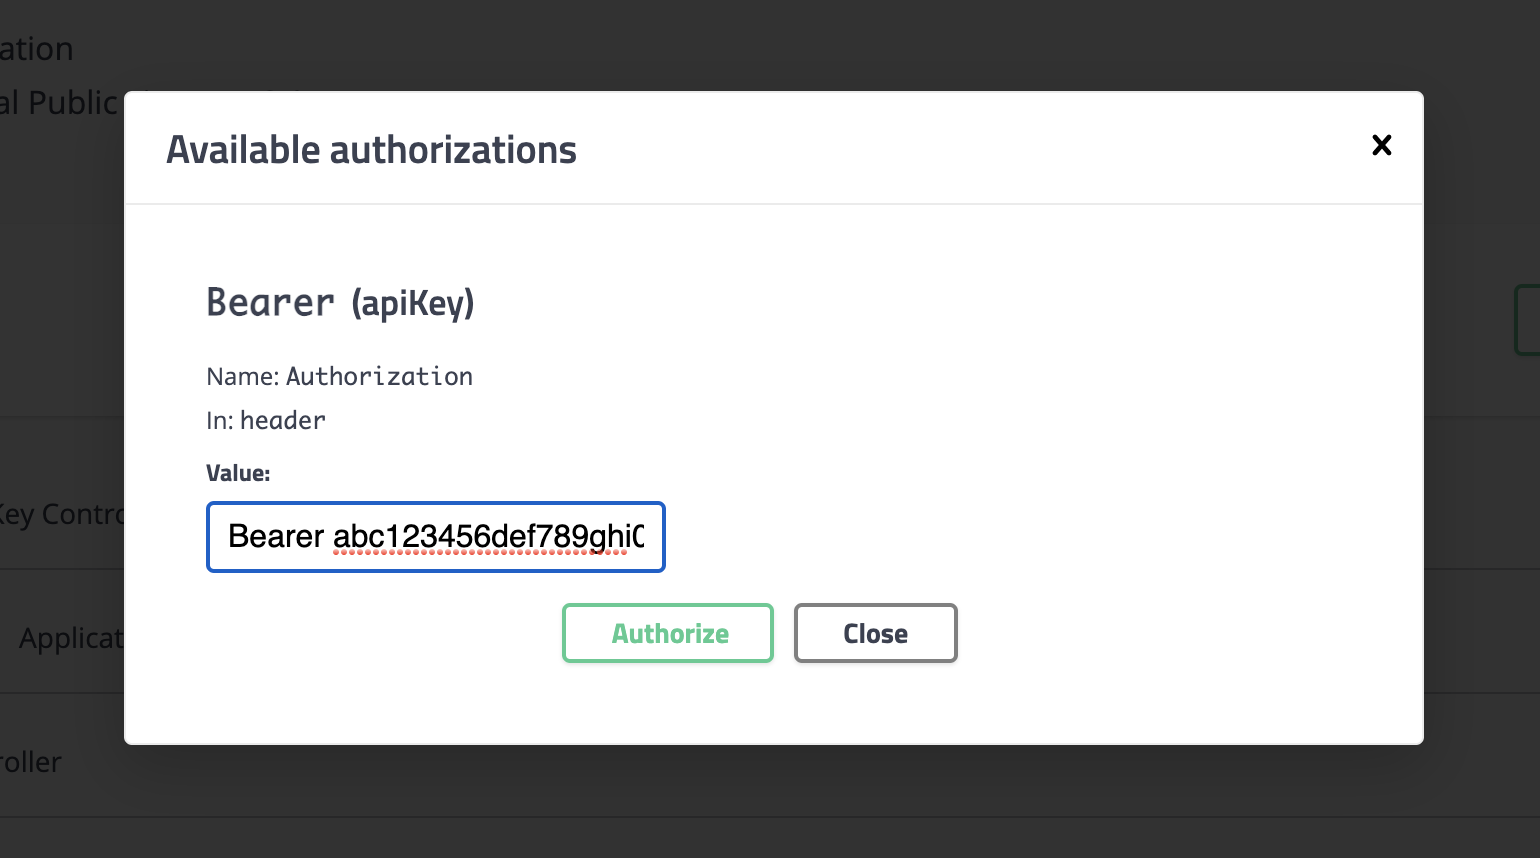 ation
al Public
Available authorizations
Bearer (apiKey)
Name: Authorization
In: header
Value:
Bearer abc123456def789ghi0
Authorize
Close
Key Contro
Applicat
roller